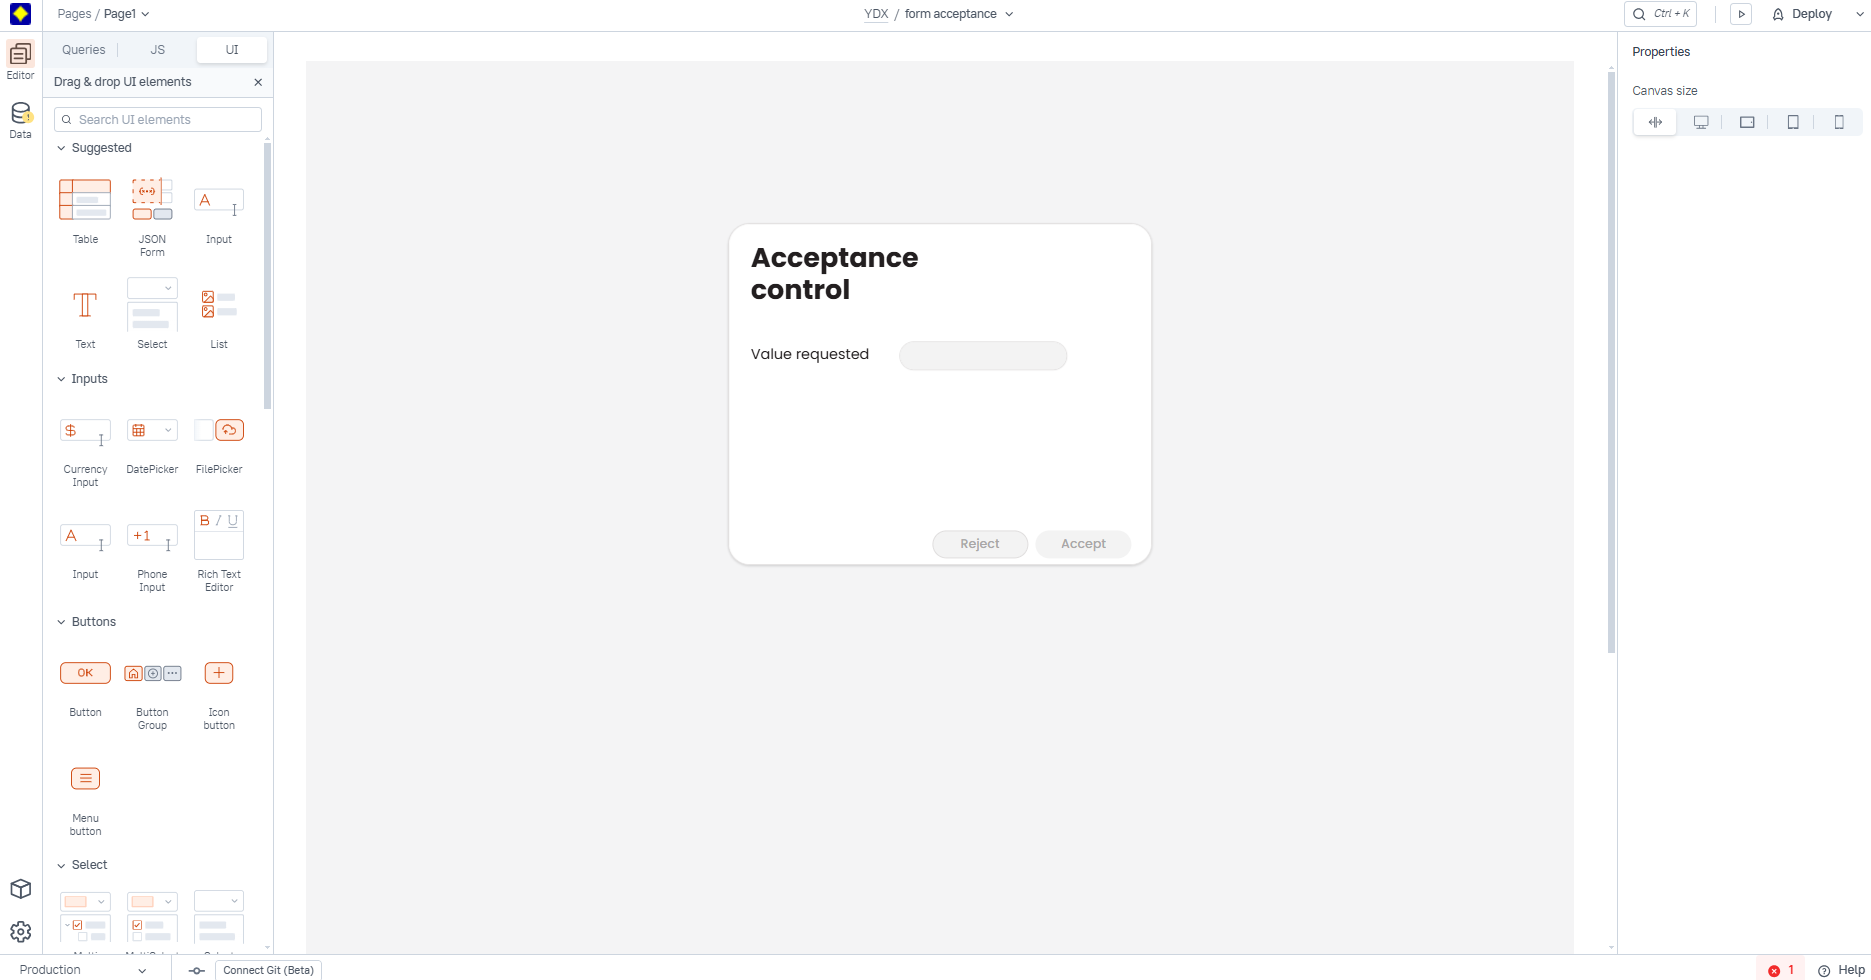 Pages / Page1
YDX / form acceptance
Ctrl + K
Deploy
Editor
Data
Queries
JS
UI
Drag & drop UI elements
Search UI elements
Suggested
A
Table
JSON
Form
Input
T
Text
Select
List
Inputs
$
Currency
Input
DatePicker
FilePicker
A
+1
B / U
Input
Phone
Input
Rich Text
Editor
Buttons
OK
Button
Button
Group
Icon
button
Menu
button
Select
Acceptance
control
Value requested
Reject
Accept
Properties
Canvas size
Production
Connect Git (Beta)
1
Help